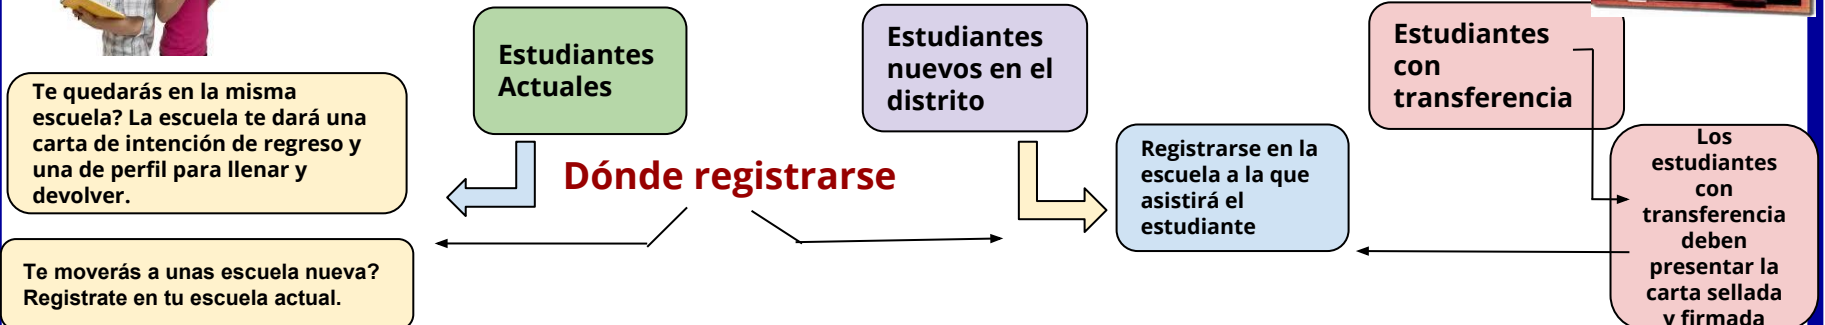 Estudiantes
Actuales
Estudiantes
nuevos en el
distrito
Estudiantes
con
transferencia
Te quedarás en la misma
escuela? La escuela te dará una
carta de intención de regreso y
una de perfil para llenar y
devolver.
Dónde registrarse
Registrarse en la
escuela a la que
asistirá el
estudiante
Los
estudiantes
con
transferencia
deben
presentar la
carta sellada
y firmada
Te moverás a unas escuela nueva?
Registrate en tu escuela actual.